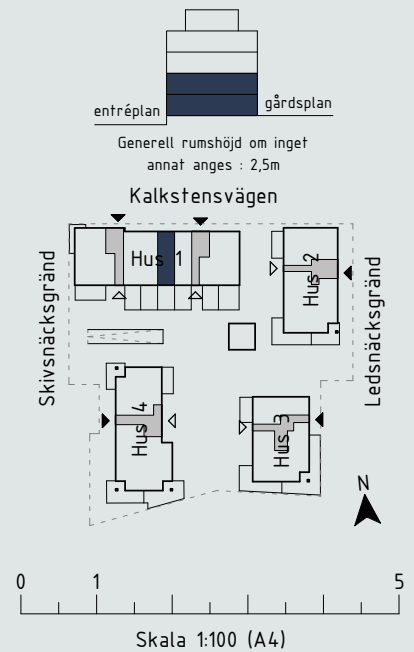 entréplan
gårdsplan
Generell rumshöjd om inget
annat anges : 2,5m
Kalkstensvägen
Skivsnäcksgränd
Hus 1
Hus 2
Ledsnäcksgränd
Hus 4
Hus 3
N
0 1 5
Skala 1:100 (A4)